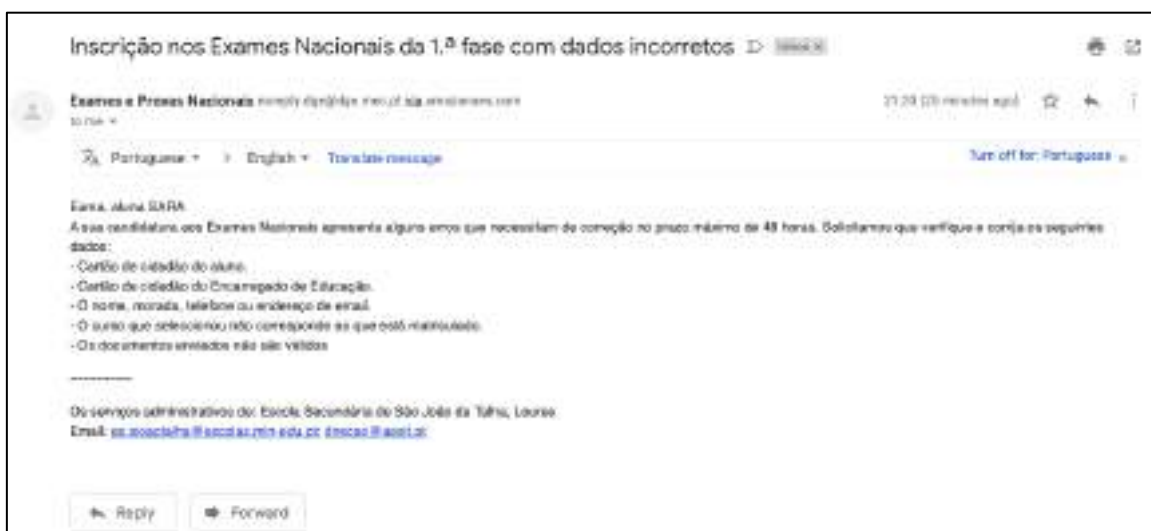 Inscrição nos Exames Nacionais da 1.ª fase com dados incorretos
Exames e Provas Nacionais via amazonses.com
to me
Portuguese > English Translate message Turn off for: Portuguese
Exma. aluna SARA
A sua candidatura aos Exames Nacionais apresenta alguns erros que necessitam de correção no prazo máximo de 48 horas. Solicitamos que verifique e corrija os seguintes
dados:
- Cartão de cidadão do aluno.
- Cartão de cidadão do Encarregado de Educação.
- O nome, morada, telefone ou endereço de email.
- O curso que selecionou não corresponde ao que está matriculado.
- Os documentos enviados não são válidos
------------
Os serviços administrativos do: Escola Secundária de São João da Talha, Loures
Email:
Reply Forward